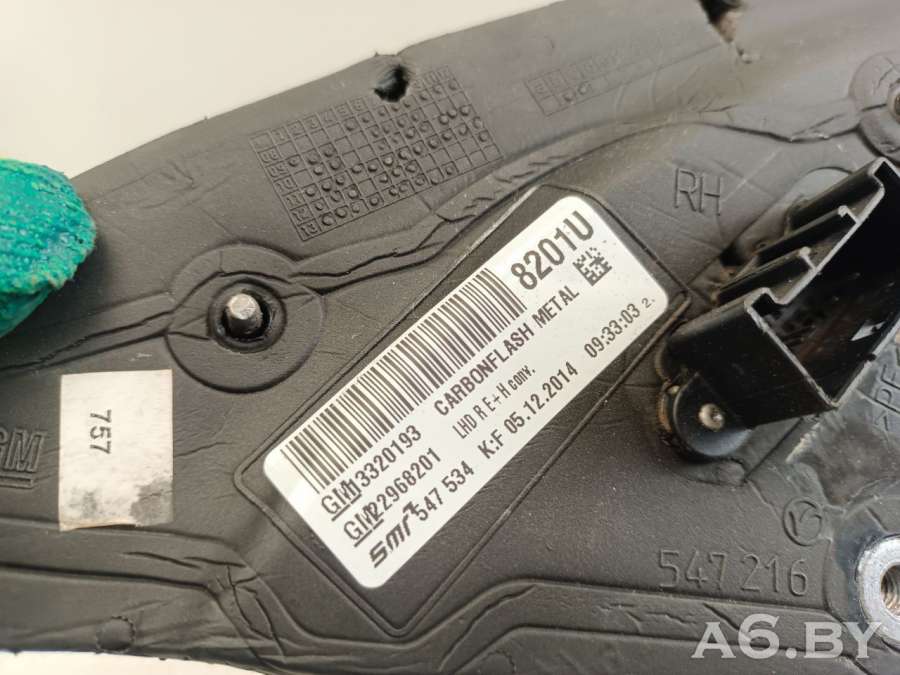 RH
8201U
CARBONFLASH METAL
LHD R E+H conv.
GM 13320193
GM 22968201
smr 547 534 K:F 05.12.2014 09:33:03 2.
GM
757
547 216
A6.BY